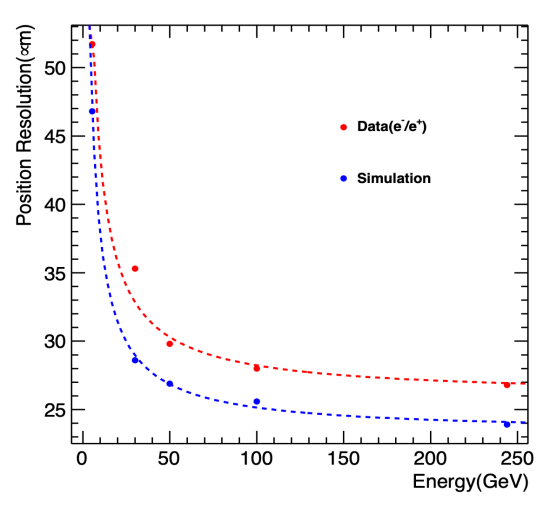 Position Resolution(∝m)
50
45
40
35
30
25
Data(e⁻/e⁺)
Simulation
0 50 100 150 200 250
Energy(GeV)